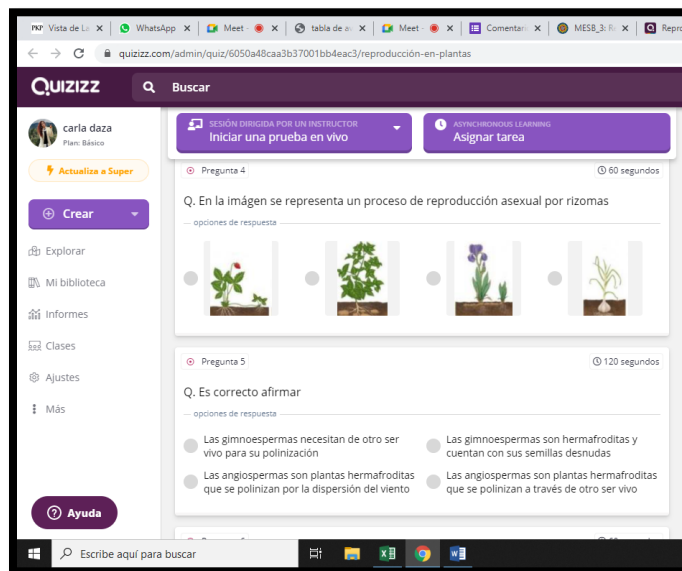 PKP Vista de La
WhatsApp
Meet -
tabla de av
Meet -
Comentari
MESB_3: R
Repro
quizizz.com/admin/quiz/6050a48caa3b37001bb4eac3/reproducción-en-plantas
QUIZIZZ
Buscar
carla daza
Plan: Básico
Actualiza a Super
Crear
Explorar
Mi biblioteca
Informes
Clases
Ajustes
Más
Ayuda
SESIÓN DIRIGIDA POR UN INSTRUCTOR
Iniciar una prueba en vivo
ASYNCHRONOUS LEARNING
Asignar tarea
Pregunta 4
60 segundos
Q. En la imágen se representa un proceso de reproducción asexual por rizomas
opciones de respuesta
Pregunta 5
120 segundos
Q. Es correcto afirmar
opciones de respuesta
Las gimnoespermas necesitan de otro ser
vivo para su polinización
Las gimnoespermas son hermafroditas y
cuentan con sus semillas desnudas
Las angiospermas son plantas hermafroditas
que se polinizan por la dispersión del viento
Las angiospermas son plantas hermafroditas
que se polinizan a través de otro ser vivo
Escribe aquí para buscar